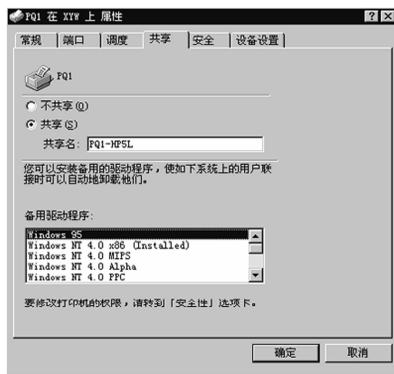 PQ1 在 XYW 上 属性
常规 端口 调度 共享 安全 设备设置
PQ1
不共享(O)
共享(S)
共享名: PQ1-HP5L
您可以安装备用的驱动程序，使如下系统上的用户联
接时可以自动地卸载他们。
备用驱动程序:
Windows 95
Windows NT 4.0 x86 (Installed)
Windows NT 4.0 MIPS
Windows NT 4.0 Alpha
Windows NT 4.0 PPC
要修改打印机的权限，请转到「安全性」选项卡。
确定 取消